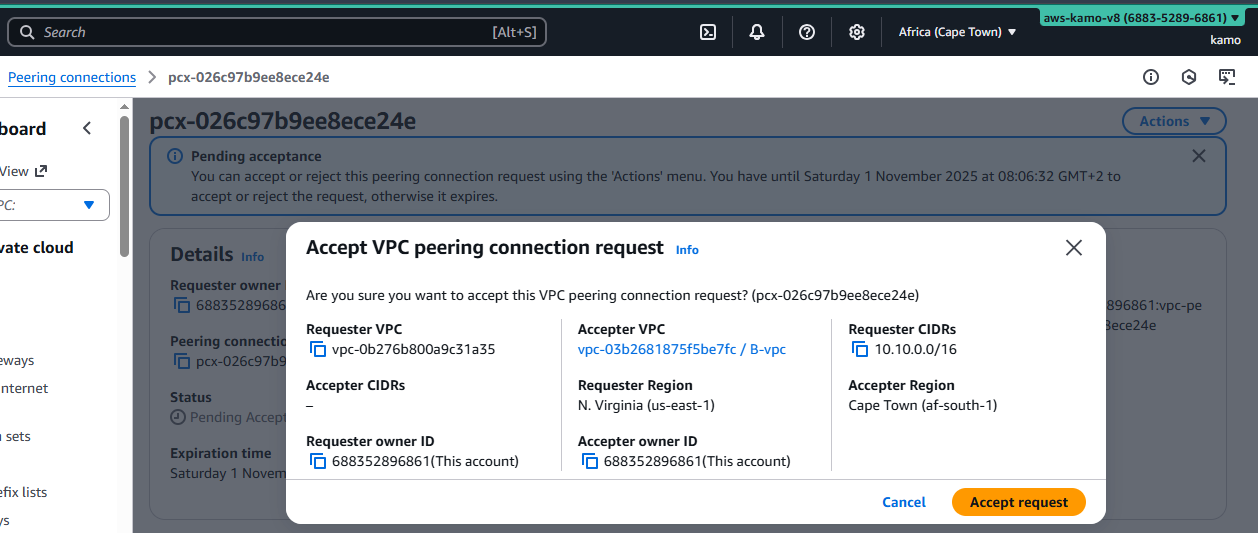 aws-kamo-v8 (6883-5289-6861)
Search [Alt+S] Africa (Cape Town)
kamo
Peering connections > pcx-026c97b9ee8ece24e
board
View
PC:
vate cloud
eways
nternet
sets
efix lists
ys
pcx-026c97b9ee8ece24e
Actions
Pending acceptance
You can accept or reject this peering connection request using the 'Actions' menu. You have until Saturday 1 November 2025 at 08:06:32 GMT+2 to
accept or reject the request, otherwise it expires.
Details Info
Requester owner
68835289686
Peering connectio
pcx-026c97b9
Status
Pending Accept
Expiration time
Saturday 1 Novem
896861:vpc-pe
8ece24e
Accept VPC peering connection request Info
Are you sure you want to accept this VPC peering connection request? (pcx-026c97b9ee8ece24e)
Requester VPC
vpc-0b276b800a9c31a35
Accepter VPC
vpc-03b2681875f5be7fc / B-vpc
Requester CIDRs
10.10.0.0/16
Accepter CIDRs
–
Requester Region
N. Virginia (us-east-1)
Accepter Region
Cape Town (af-south-1)
Requester owner ID
688352896861(This account)
Accepter owner ID
688352896861(This account)
Cancel
Accept request